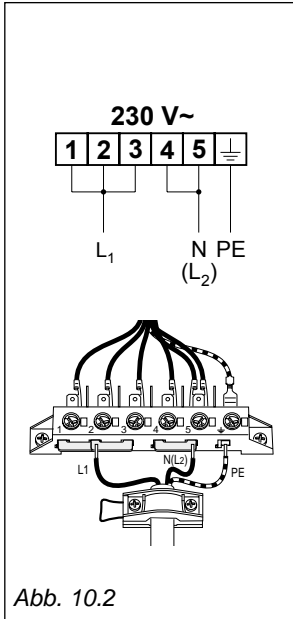 230 V~
1 2 3 4 5 ⏚
L₁ N PE
(L₂)
1 2 3 4 5 ⏚
L1 N(L2) PE
Abb. 10.2